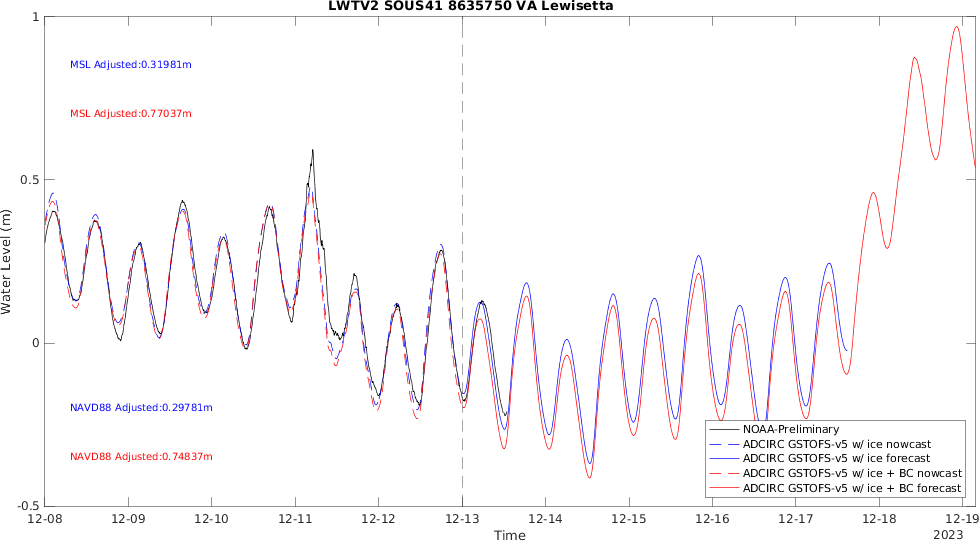 LWTV2 SOUS41 8635750 VA Lewisetta
1
0.5
0
-0.5
Water Level (m)
MSL Adjusted:0.31981m
MSL Adjusted:0.77037m
NAVD88 Adjusted:0.29781m
NAVD88 Adjusted:0.74837m
NOAA-Preliminary
ADCIRC GSTOFS-v5 w/ ice nowcast
ADCIRC GSTOFS-v5 w/ ice forecast
ADCIRC GSTOFS-v5 w/ice + BC nowcast
ADCIRC GSTOFS-v5 w/ice + BC forecast
12-08 12-09 12-10 12-11 12-12 12-13 12-14 12-15 12-16 12-17 12-18 12-19
Time
2023